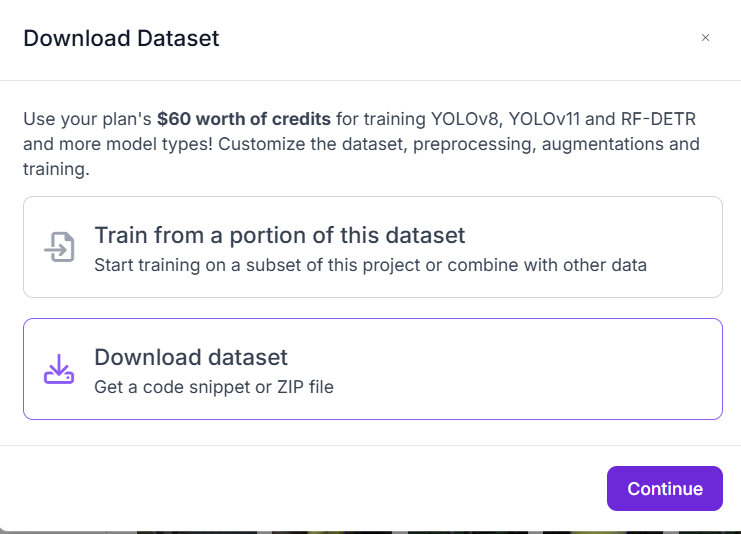 Download Dataset
Use your plan's $60 worth of credits for training YOLOv8, YOLOv11 and RF-DETR
and more model types! Customize the dataset, preprocessing, augmentations and
training.
Train from a portion of this dataset
Start training on a subset of this project or combine with other data
Download dataset
Get a code snippet or ZIP file
Continue